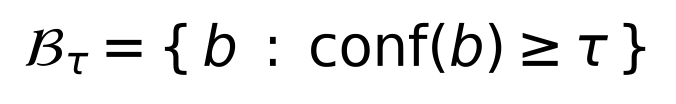 ℬ_τ = { b : conf(b) ≥ τ }